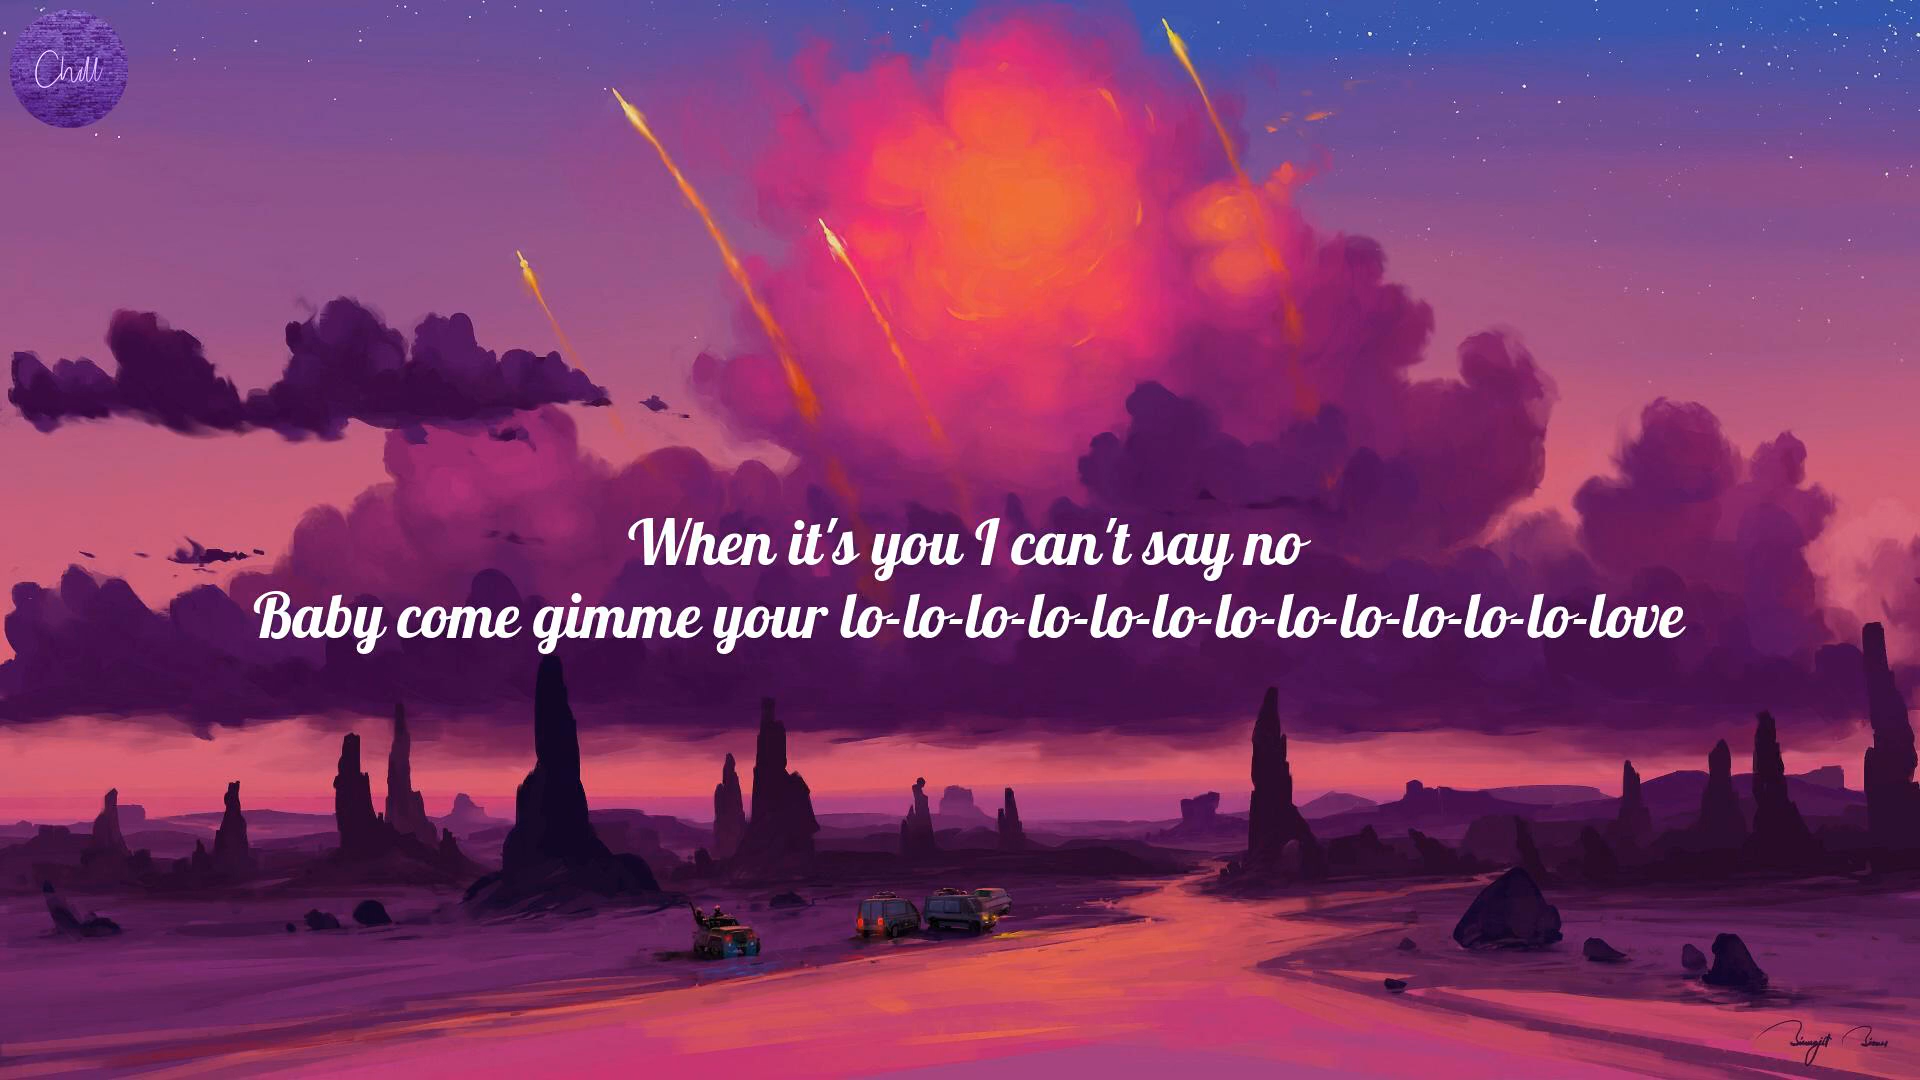 Chill
When it's you I can't say no
Baby come gimme your lo-lo-lo-lo-lo-lo-lo-lo-lo-lo-lo-lo-love